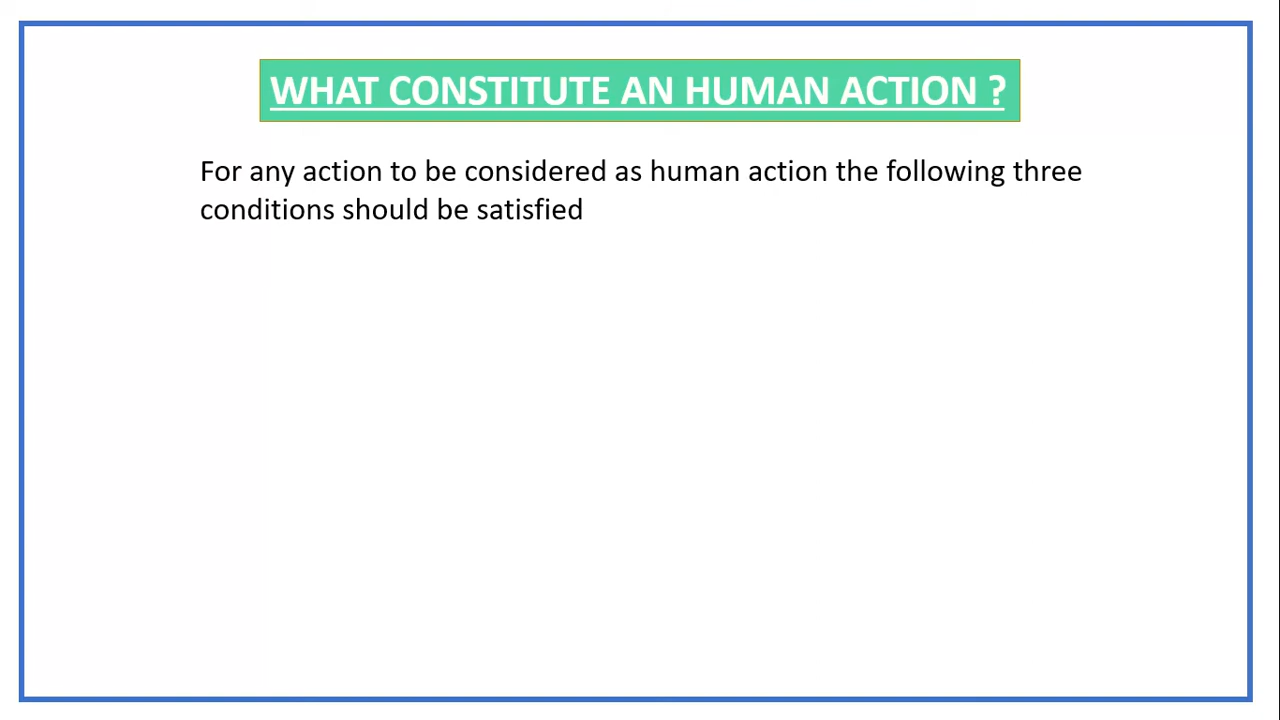 WHAT CONSTITUTE AN HUMAN ACTION ?
For any action to be considered as human action the following three
conditions should be satisfied